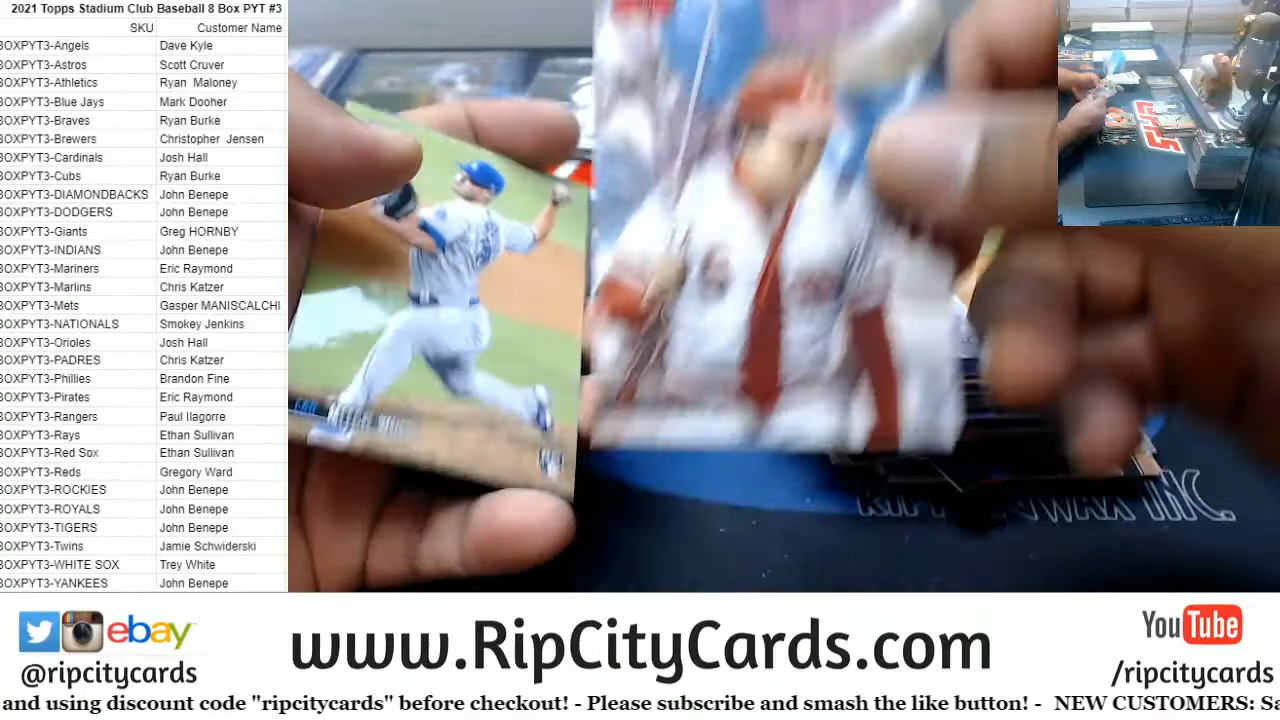 2021 Topps Stadium Club Baseball 8 Box PYT #3
SKU Customer Name
BOXPYT3-Angels Dave Kyle
BOXPYT3-Astros Scott Cruver
BOXPYT3-Athletics Ryan Maloney
BOXPYT3-Blue Jays Mark Dooher
BOXPYT3-Braves Ryan Burke
BOXPYT3-Brewers Christopher Jensen
BOXPYT3-Cardinals Josh Hall
BOXPYT3-Cubs Ryan Burke
BOXPYT3-DIAMONDBACKS John Benepe
BOXPYT3-DODGERS John Benepe
BOXPYT3-Giants Greg HORNBY
BOXPYT3-INDIANS John Benepe
BOXPYT3-Mariners Eric Raymond
BOXPYT3-Marlins Chris Katzer
BOXPYT3-Mets Gasper MANISCALCHI
BOXPYT3-NATIONALS Smokey Jenkins
BOXPYT3-Orioles Josh Hall
BOXPYT3-PADRES Chris Katzer
BOXPYT3-Phillies Brandon Fine
BOXPYT3-Pirates Eric Raymond
BOXPYT3-Rangers Paul Ilagorre
BOXPYT3-Rays Ethan Sullivan
BOXPYT3-Red Sox Ethan Sullivan
BOXPYT3-Reds Gregory Ward
BOXPYT3-ROCKIES John Benepe
BOXPYT3-ROYALS John Benepe
BOXPYT3-TIGERS John Benepe
BOXPYT3-Twins Jamie Schwiderski
BOXPYT3-WHITE SOX Trey White
BOXPYT3-YANKEES John Benepe
INC.
ebay
@ripcitycards
www.RipCityCards.com
YouTube
/ripcitycards
and using discount code "ripcitycards" before checkout! - Please subscribe and smash the like button! - NEW CUSTOMERS: Sa